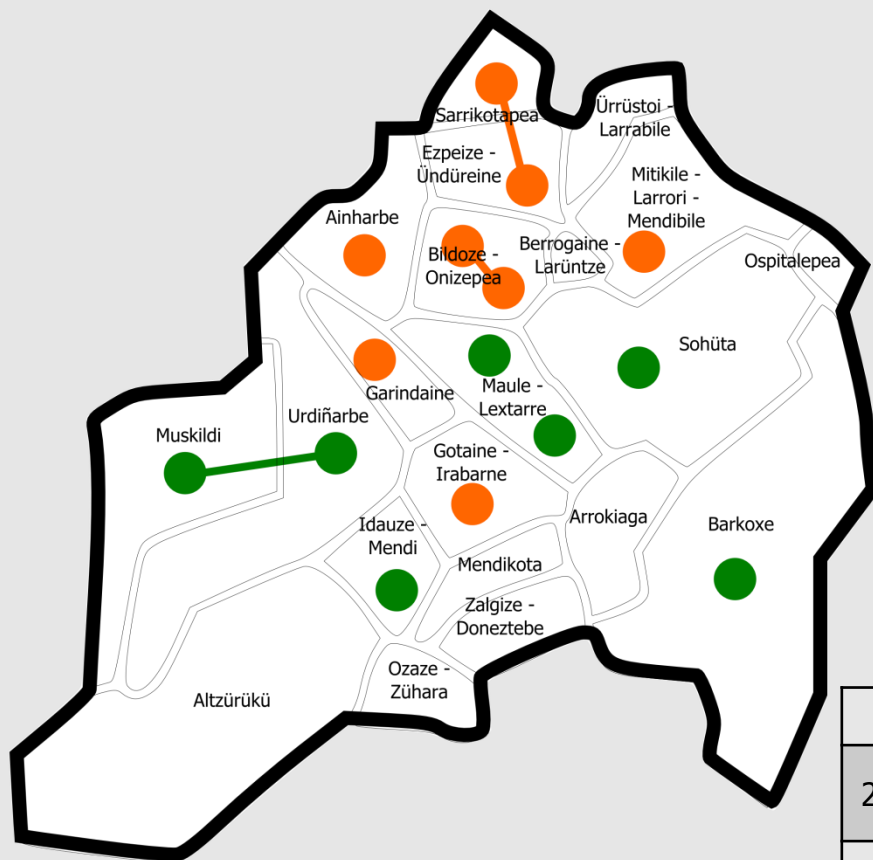 Sarrikotapea
Ürrüstoi -
Larrabile
Ezpeize -
Ündüreine
Mitikile -
Larrori -
Mendibile
Ainharbe
Bildoze -
Onizepea
Berrogaine -
Larüntze
Ospitalepea
Sohüta
Garindaine
Maule -
Lextarre
Muskildi
Urdiñarbe
Gotaine -
Irabarne
Idauze -
Mendi
Arrokiaga
Barkoxe
Mendikota
Zalgize -
Doneztebe
Ozaze -
Zühara
Altzürükü
2